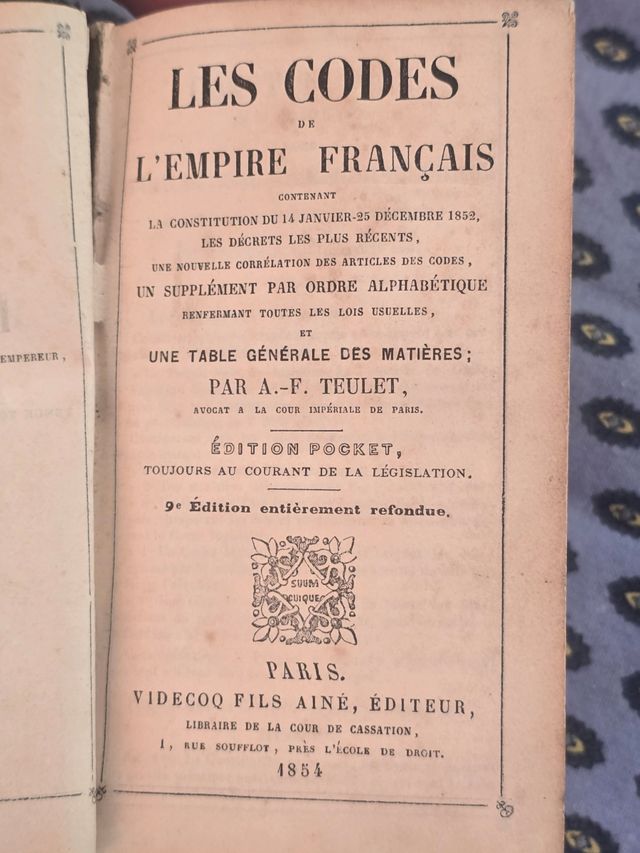 EMPEREUR,
LES CODES
DE
L'EMPIRE FRANÇAIS
CONTENANT
LA CONSTITUTION DU 14 JANVIER-25 DÉCEMBRE 1852,
LES DÉCRETS LES PLUS RÉCENTS,
UNE NOUVELLE CORRÉLATION DES ARTICLES DES CODES,
UN SUPPLÉMENT PAR ORDRE ALPHABÉTIQUE
RENFERMANT TOUTES LES LOIS USUELLES,
ET
UNE TABLE GÉNÉRALE DES MATIÈRES;
PAR A.-F. TEULET,
AVOCAT A LA COUR IMPÉRIALE DE PARIS.
ÉDITION POCKET,
TOUJOURS AU COURANT DE LA LÉGISLATION.
9e Édition entièrement refondue.
SUUM
CUIQUE
PARIS.
VIDECOQ FILS AINÉ, ÉDITEUR,
LIBRAIRE DE LA COUR DE CASSATION,
1, RUE SOUFFLOT, PRÈS L'ÉCOLE DE DROIT.
1854